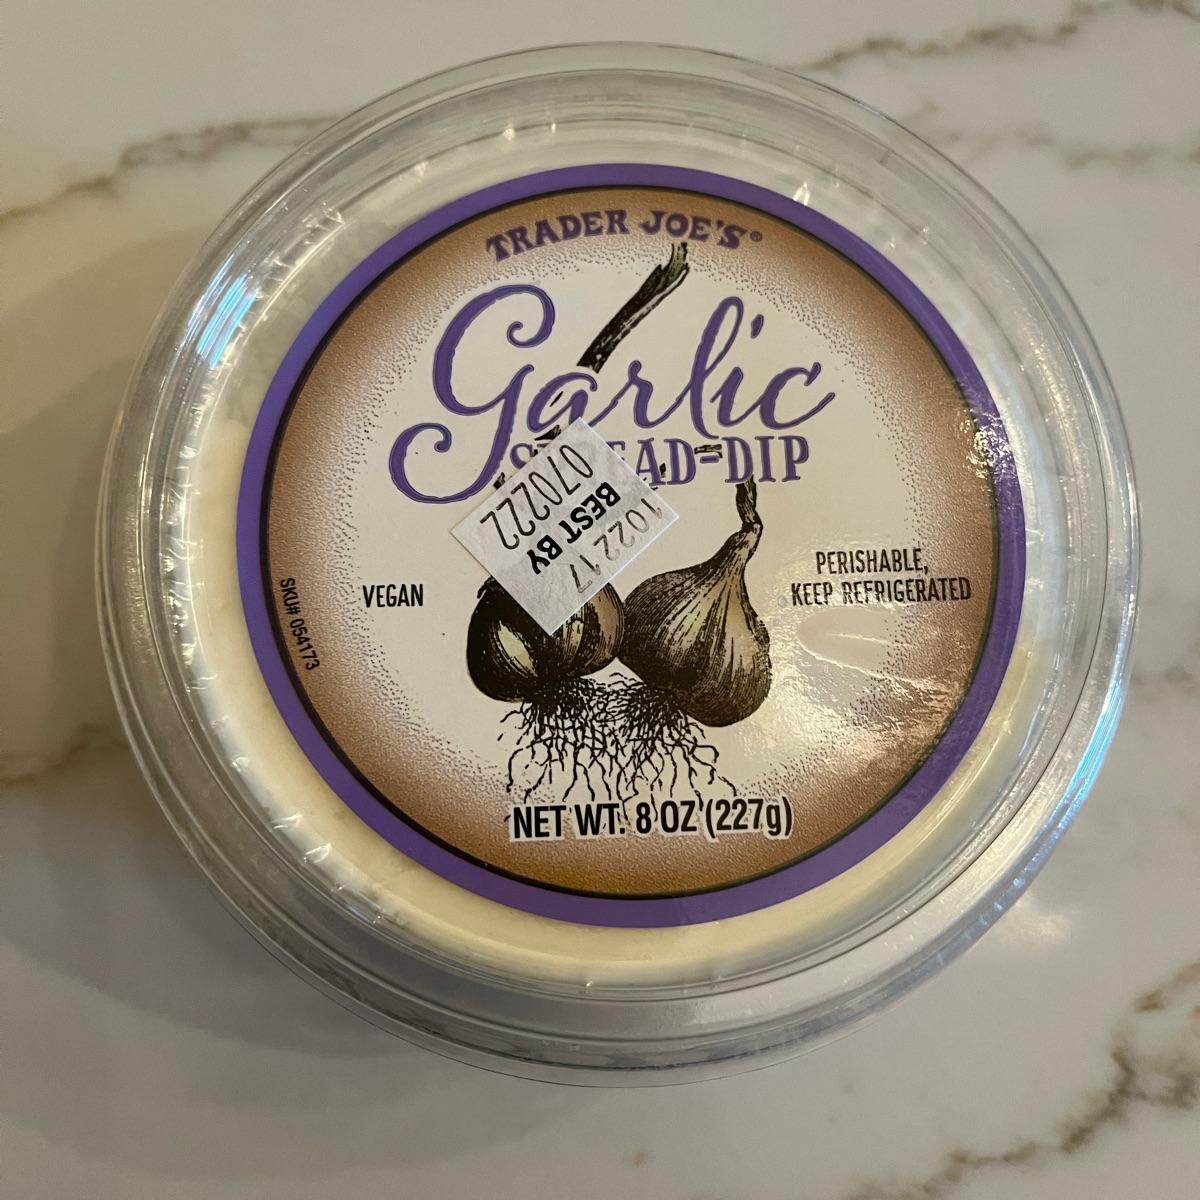 TRADER JOE'S®
Garlic
SPREAD-DIP
070222
BEST BY
102217
VEGAN
PERISHABLE,
KEEP REFRIGERATED
SKU# 054173
NET WT. 8 OZ (227g)